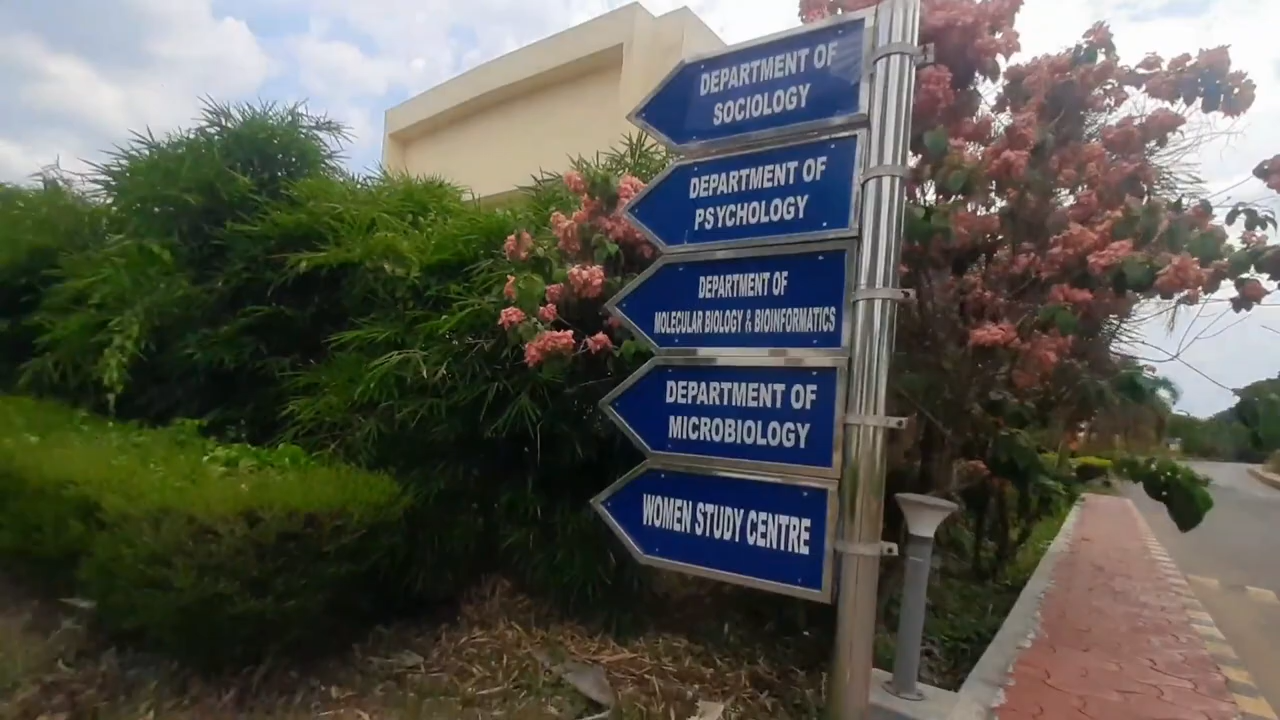 DEPARTMENT OF
SOCIOLOGY
DEPARTMENT OF
PSYCHOLOGY
DEPARTMENT OF
MOLECULAR BIOLOGY & BIOINFORMATICS
DEPARTMENT OF
MICROBIOLOGY
WOMEN STUDY CENTRE